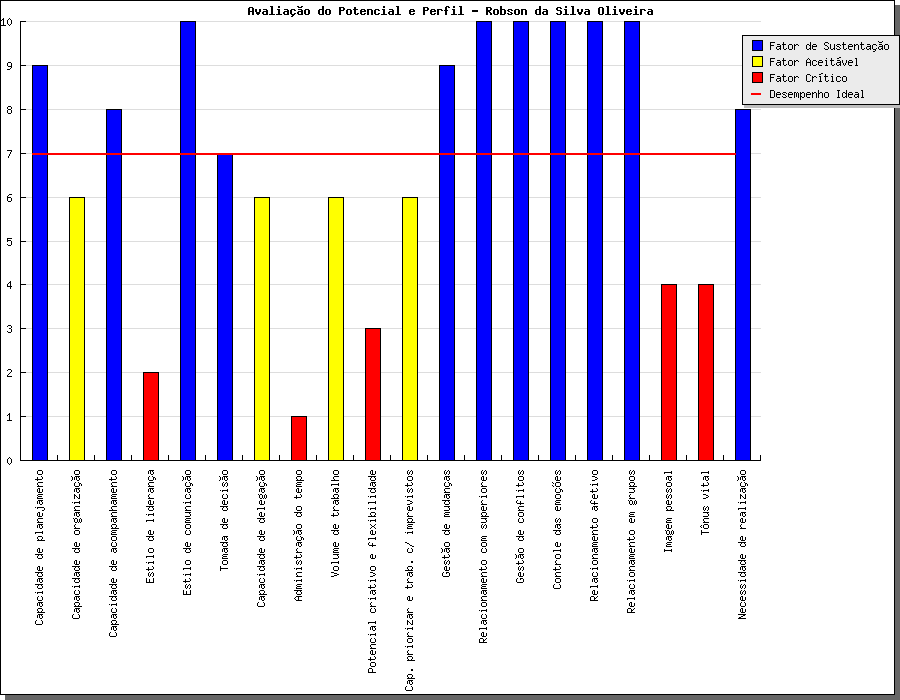 Avaliação do Potencial e Perfil - Robson da Silva Oliveira
10
9
8
7
6
5
4
3
2
1
0
Fator de Sustentação
Fator Aceitável
Fator Crítico
Desempenho Ideal
Capacidade de planejamento
Capacidade de organização
Capacidade de acompanhamento
Estilo de liderança
Estilo de comunicação
Tomada de decisão
Capacidade de delegação
Administração do tempo
Volume de trabalho
Potencial criativo e flexibilidade
Cap. priorizar e trab. c/ imprevistos
Gestão de mudanças
Relacionamento com superiores
Gestão de conflitos
Controle das emoções
Relacionamento afetivo
Relacionamento em grupos
Imagem pessoal
Tônus vital
Necessidade de realização